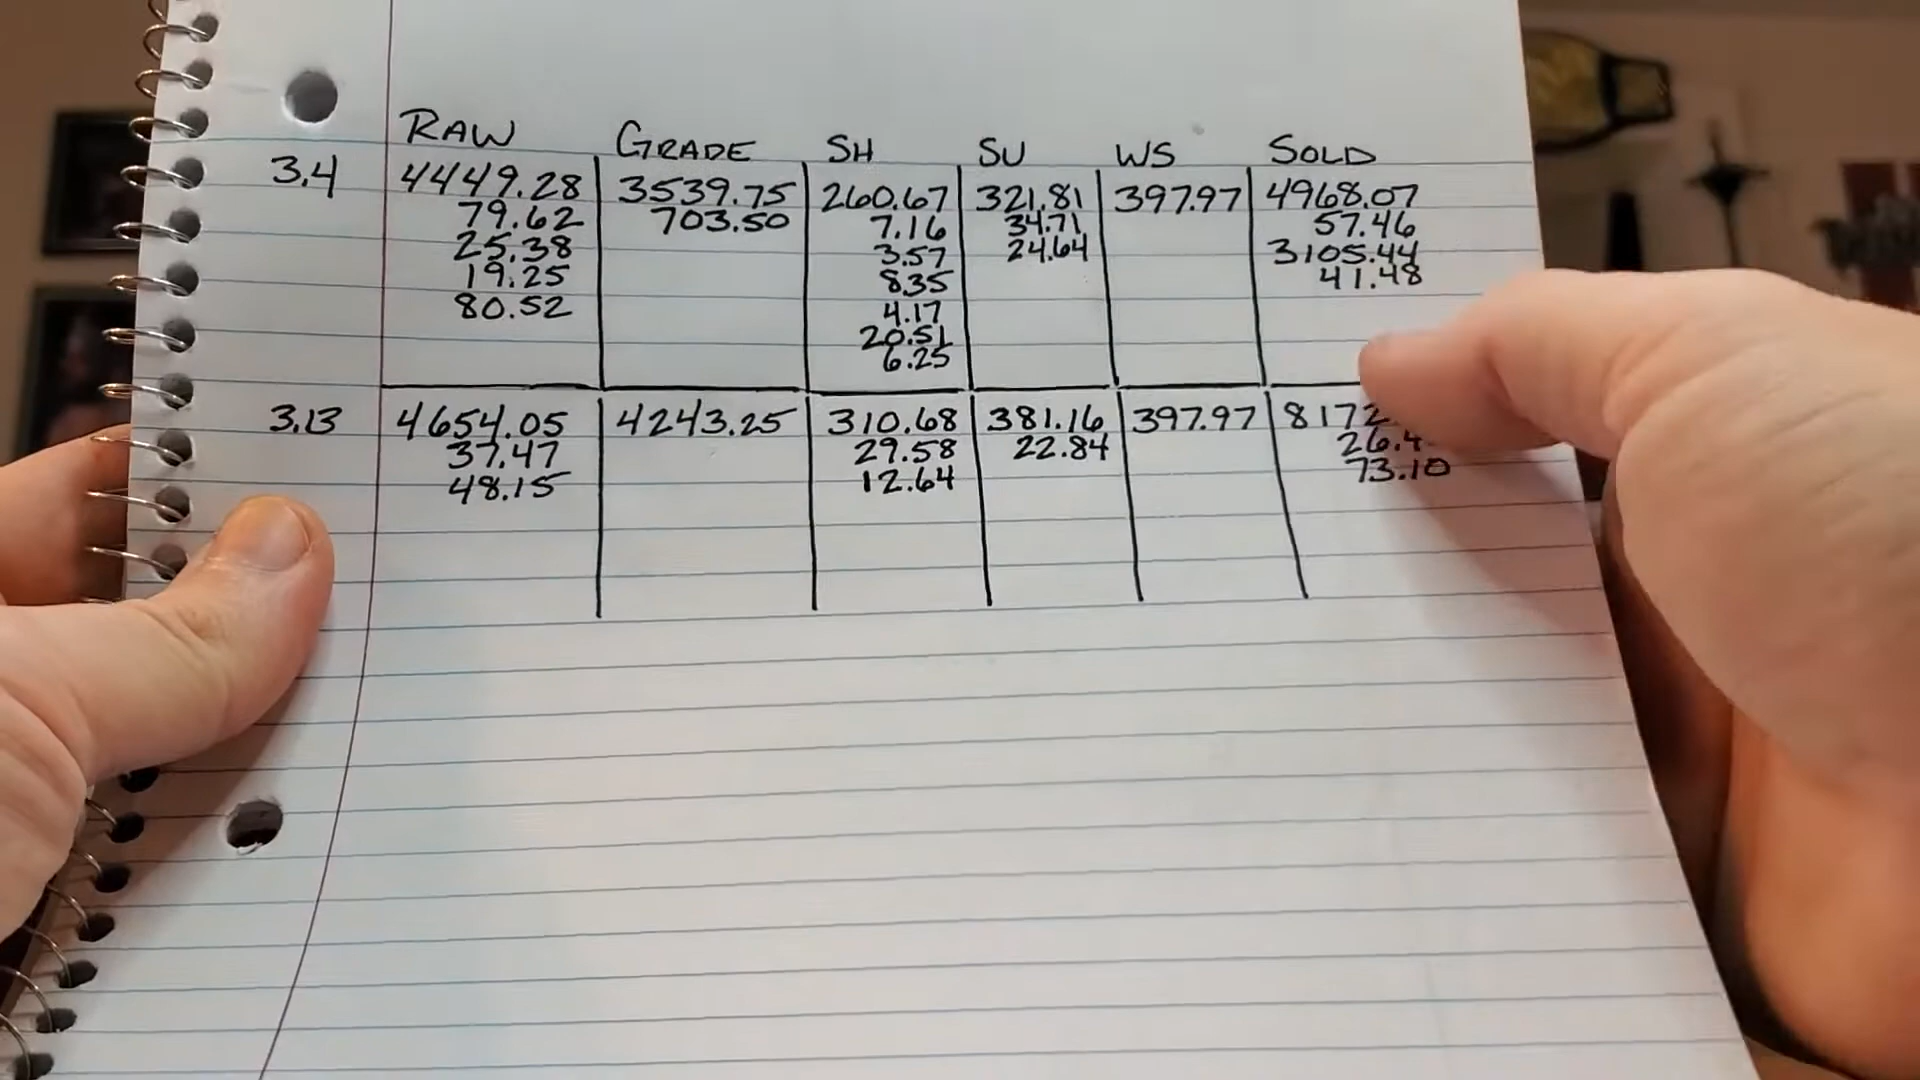 RAW GRADE SH SU WS SOLD
3.4 4449.28 3539.75 260.67 321.81 397.97 4968.07
79.62 703.50 7.16 34.71 57.46
25.38 3.57 24.64 3105.44
19.25 8.35 41.48
80.52 4.17
20.51
6.25
3.13 4654.05 4243.25 310.68 381.16 397.97 8172
37.47 29.58 22.84 26.4
48.15 12.64 73.10